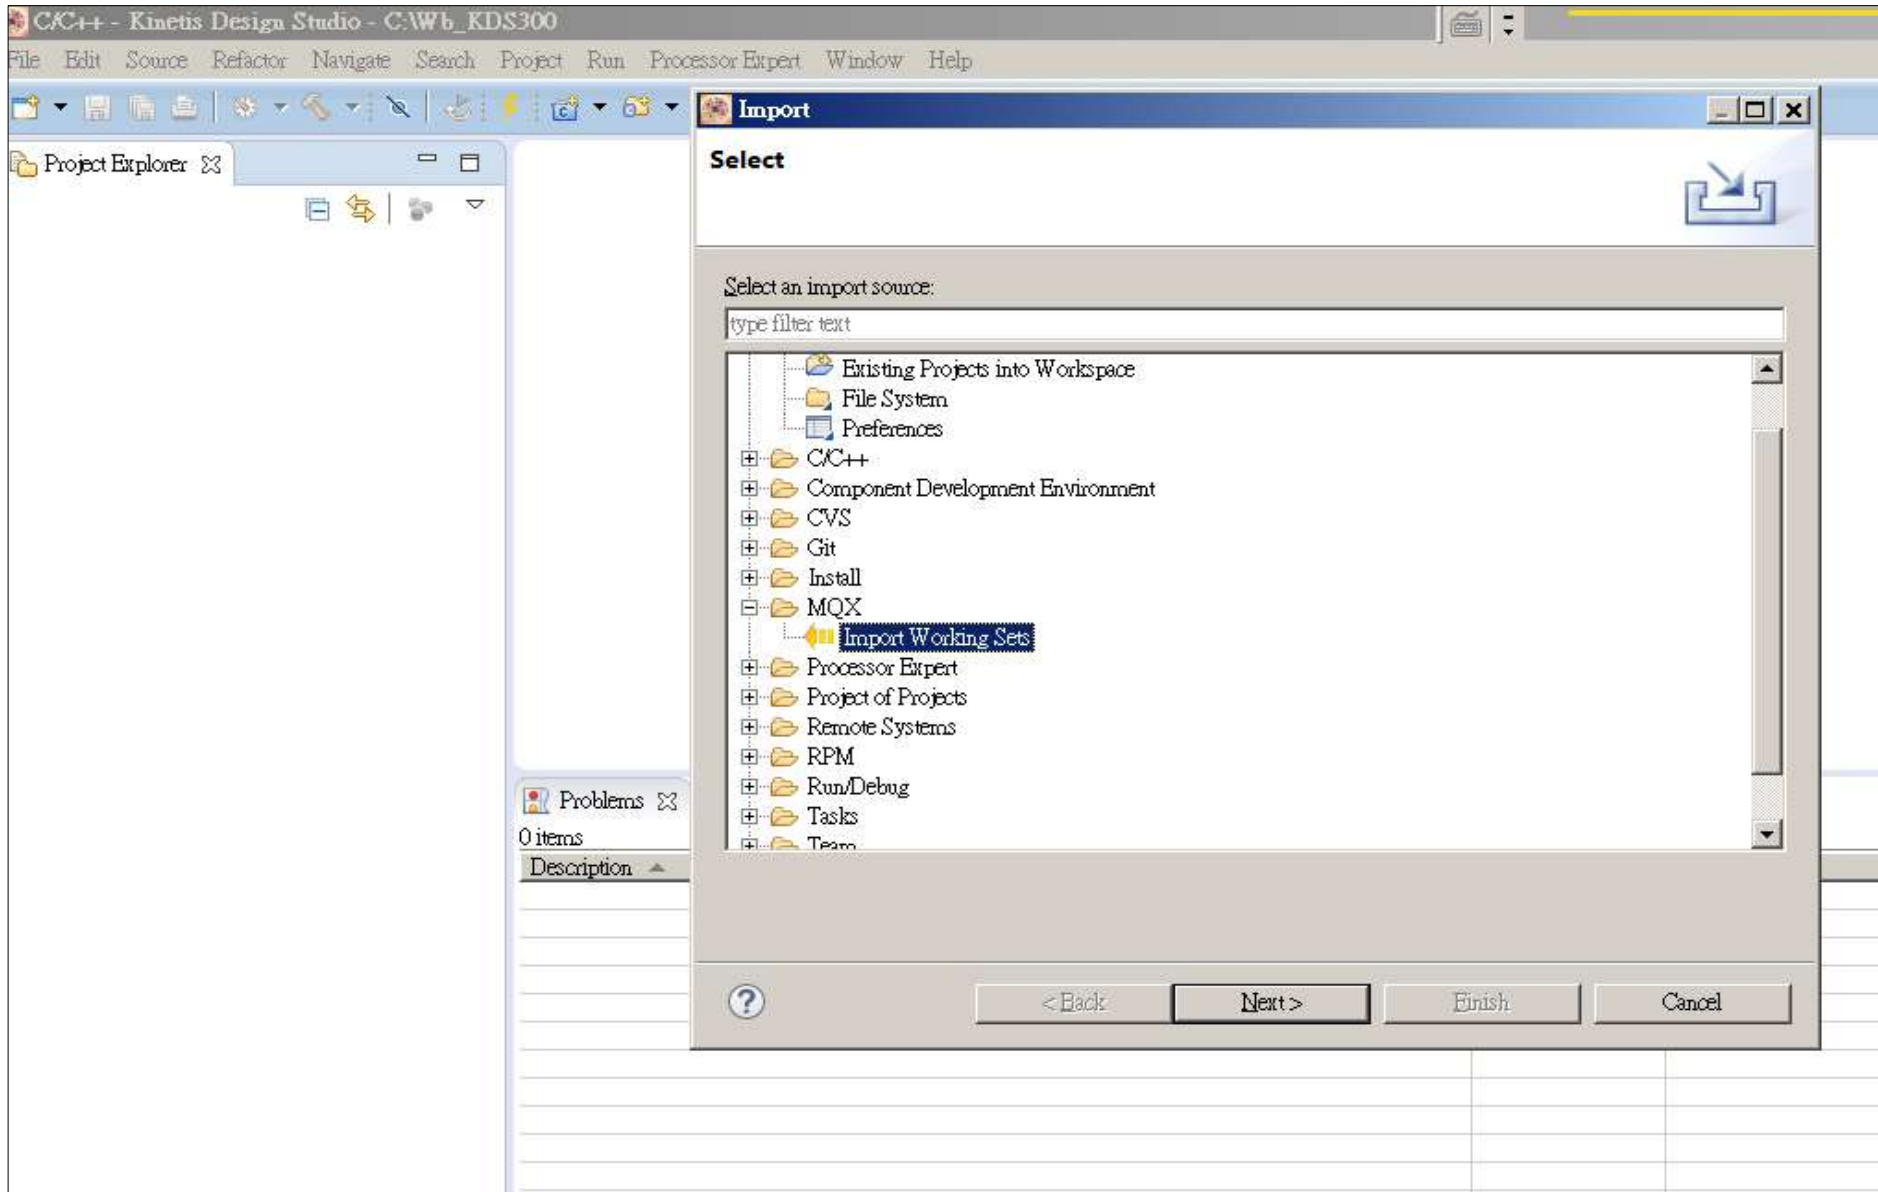 C/C++ - Kinetis Design Studio - C:\Wb_KDS300
File Edit Source Refactor Navigate Search Project Run Processor Expert Window Help
Import
Project Explorer
Select
Select an import source:
type filter text
Existing Projects into Workspace
File System
Preferences
C/C++
Component Development Environment
CVS
Git
Install
MQX
Import Working Sets
Processor Expert
Project of Projects
Remote Systems
RPM
Run/Debug
Tasks
Team
Problems
0 items
Description
< Back Next > Finish Cancel